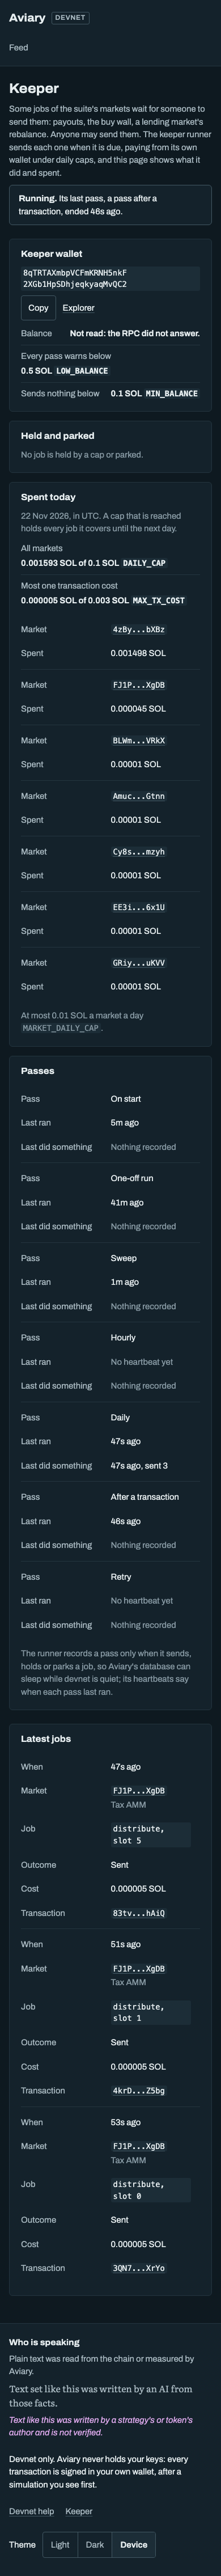 Aviary DEVNET
Feed
Keeper
Some jobs of the suite's markets wait for someone to
send them: payouts, the buy wall, a lending market's
rebalance. Anyone may send them. The keeper runner
sends each one when it is due, paying from its own
wallet under daily caps, and this page shows what it
did and spent.
Running. Its last pass, a pass after a
transaction, ended 46s ago.
Keeper wallet
8qTRTAXmbpVCFmKRNH5nkF
2XGb1HpSDhjeqkyaqMvQC2
Copy Explorer
Balance Not read: the RPC did not answer.
Every pass warns below
0.5 SOL LOW_BALANCE
Sends nothing below 0.1 SOL MIN_BALANCE
Held and parked
No job is held by a cap or parked.
Spent today
22 Nov 2026, in UTC. A cap that is reached
holds every job it covers until the next day.
All markets
0.001593 SOL of 0.1 SOL DAILY_CAP
Most one transaction cost
0.000005 SOL of 0.003 SOL MAX_TX_COST
Market 4zBy...bXBz
Spent 0.001498 SOL
Market FJ1P...XgDB
Spent 0.000045 SOL
Market BLWm...VRkX
Spent 0.00001 SOL
Market Amuc...Gtnn
Spent 0.00001 SOL
Market Cy8s...mzyh
Spent 0.00001 SOL
Market EE3i...6x1U
Spent 0.00001 SOL
Market GRiy...uKVV
Spent 0.00001 SOL
At most 0.01 SOL a market a day
MARKET_DAILY_CAP.
Passes
Pass On start
Last ran 5m ago
Last did something Nothing recorded
Pass One-off run
Last ran 41m ago
Last did something Nothing recorded
Pass Sweep
Last ran 1m ago
Last did something Nothing recorded
Pass Hourly
Last ran No heartbeat yet
Last did something Nothing recorded
Pass Daily
Last ran 47s ago
Last did something 47s ago, sent 3
Pass After a transaction
Last ran 46s ago
Last did something Nothing recorded
Pass Retry
Last ran No heartbeat yet
Last did something Nothing recorded
The runner records a pass only when it sends,
holds or parks a job, so Aviary's database can
sleep while devnet is quiet; its heartbeats say
when each pass last ran.
Latest jobs
When 47s ago
Market FJ1P...XgDB
Tax AMM
Job distribute,
slot 5
Outcome Sent
Cost 0.000005 SOL
Transaction 83tv...hAiQ
When 51s ago
Market FJ1P...XgDB
Tax AMM
Job distribute,
slot 1
Outcome Sent
Cost 0.000005 SOL
Transaction 4krD...Z5bg
When 53s ago
Market FJ1P...XgDB
Tax AMM
Job distribute,
slot 0
Outcome Sent
Cost 0.000005 SOL
Transaction 3QN7...XrYo
Who is speaking
Plain text was read from the chain or measured by
Aviary.
Text set like this was written by an AI from
those facts.
Text like this was written by a strategy's or token's
author and is not verified.
Devnet only. Aviary never holds your keys: every
transaction is signed in your own wallet, after a
simulation you see first.
Devnet help Keeper
Theme Light Dark Device